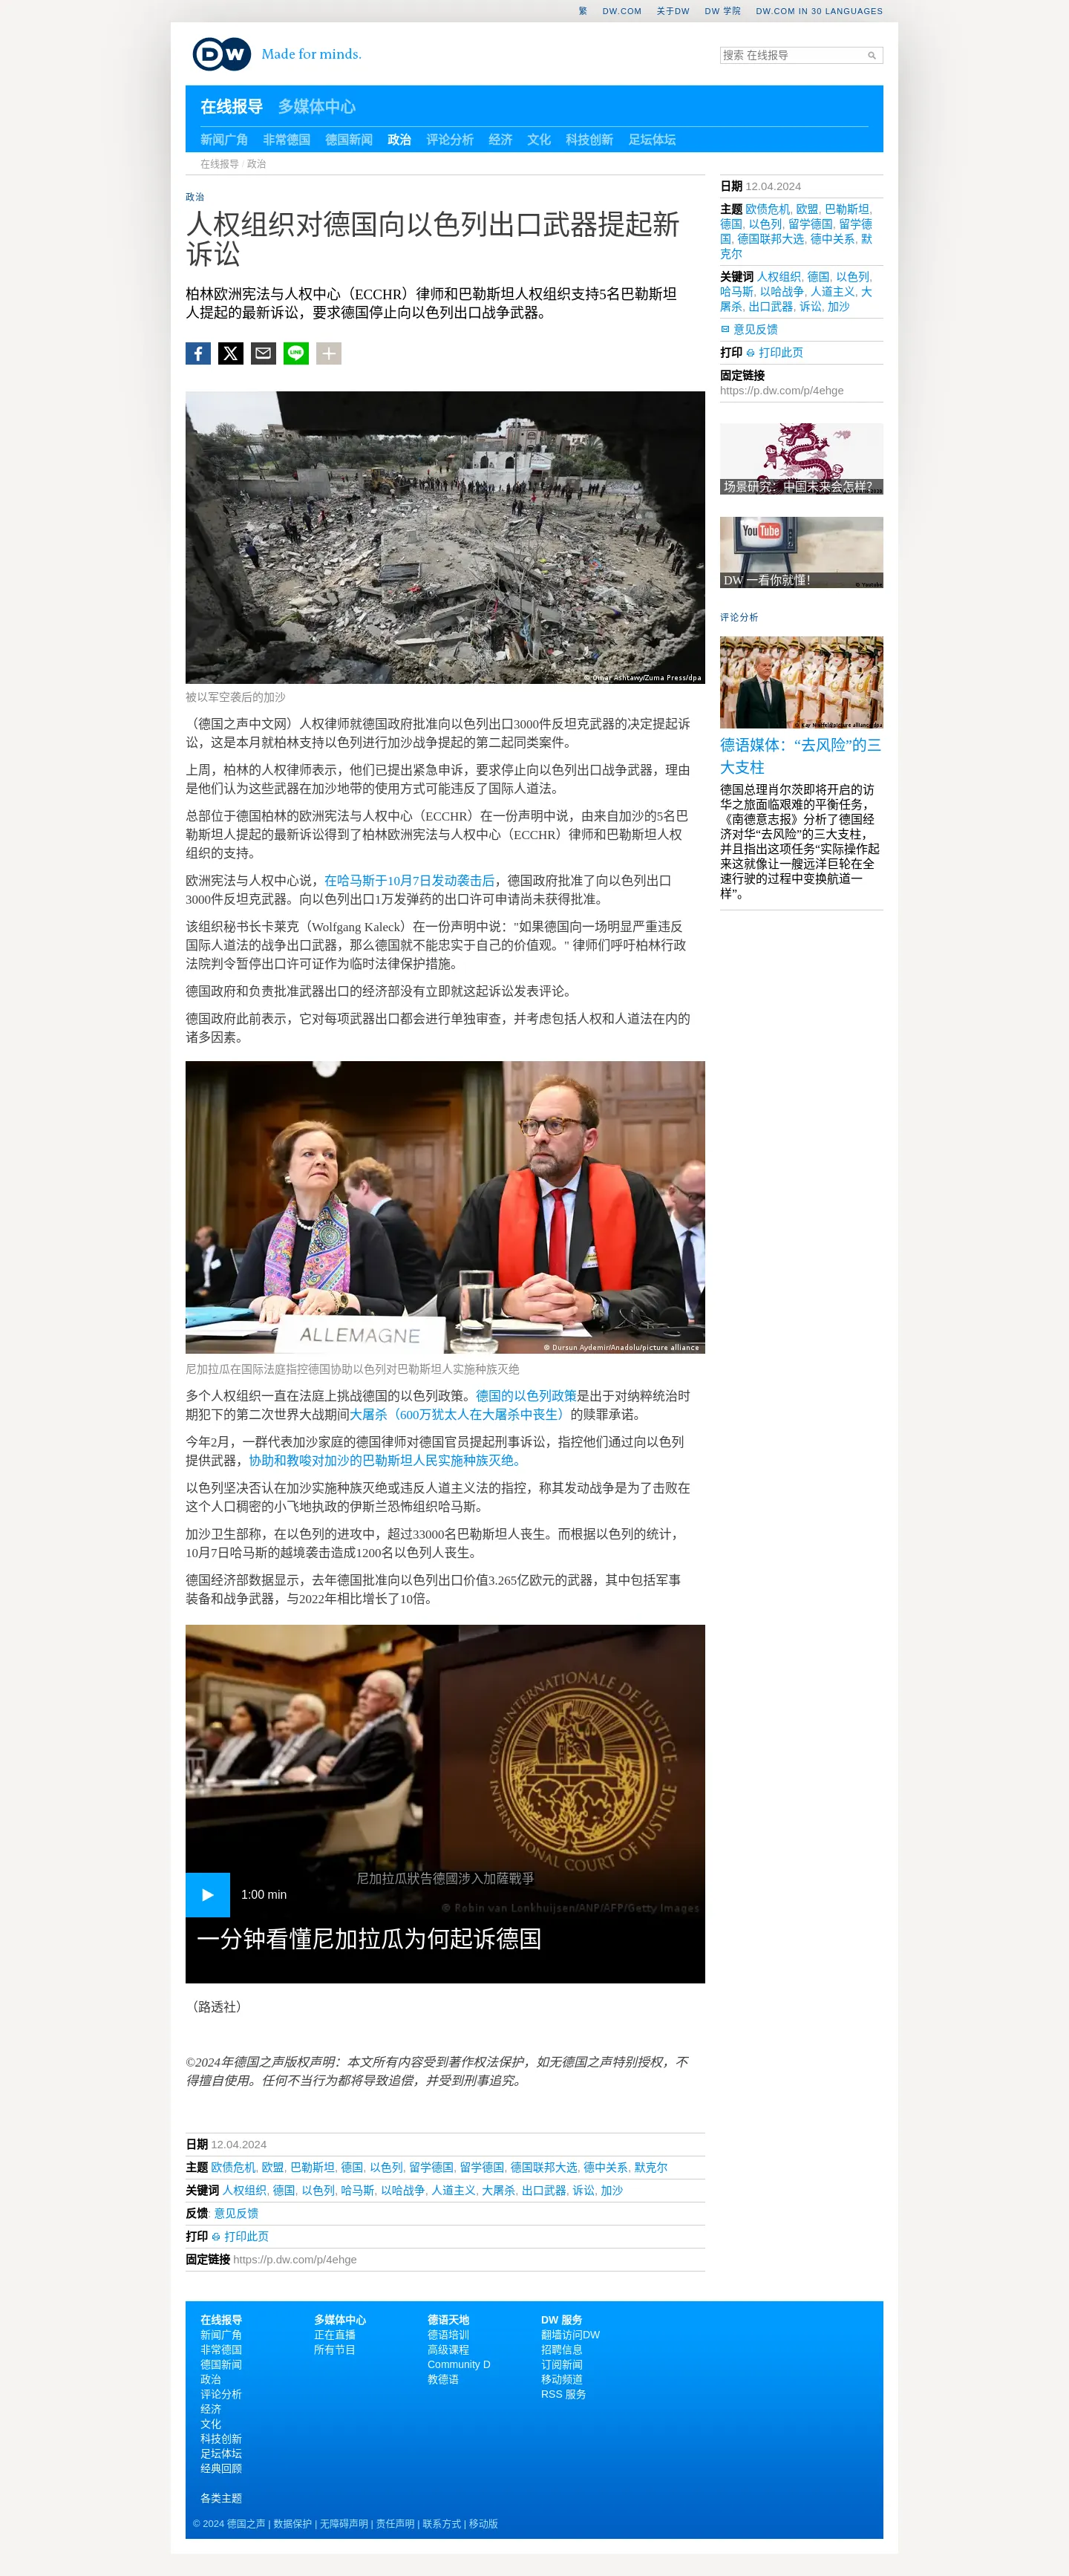 繁 DW.COM 关于DW DW 学院 DW.COM IN 30 LANGUAGES
DW Made for minds.
搜索 在线报导
在线报导 多媒体中心
新闻广角 非常德国 德国新闻 政治 评论分析 经济 文化 科技创新 足坛体坛
在线报导 / 政治
政治
人权组织对德国向以色列出口武器提起新
诉讼
柏林欧洲宪法与人权中心（ECCHR）律师和巴勒斯坦人权组织支持5名巴勒斯坦
人提起的最新诉讼，要求德国停止向以色列出口战争武器。
LINE
© Omar Ashtawy/Zuma Press/dpa
被以军空袭后的加沙
（德国之声中文网）人权律师就德国政府批准向以色列出口3000件反坦克武器的决定提起诉
讼，这是本月就柏林支持以色列进行加沙战争提起的第二起同类案件。
上周，柏林的人权律师表示，他们已提出紧急申诉，要求停止向以色列出口战争武器，理由
是他们认为这些武器在加沙地带的使用方式可能违反了国际人道法。
总部位于德国柏林的欧洲宪法与人权中心（ECCHR）在一份声明中说，由来自加沙的5名巴
勒斯坦人提起的最新诉讼得到了柏林欧洲宪法与人权中心（ECCHR）律师和巴勒斯坦人权
组织的支持。
欧洲宪法与人权中心说，在哈马斯于10月7日发动袭击后，德国政府批准了向以色列出口
3000件反坦克武器。向以色列出口1万发弹药的出口许可申请尚未获得批准。
该组织秘书长卡莱克（Wolfgang Kaleck）在一份声明中说："如果德国向一场明显严重违反
国际人道法的战争出口武器，那么德国就不能忠实于自己的价值观。" 律师们呼吁柏林行政
法院判令暂停出口许可证作为临时法律保护措施。
德国政府和负责批准武器出口的经济部没有立即就这起诉讼发表评论。
德国政府此前表示，它对每项武器出口都会进行单独审查，并考虑包括人权和人道法在内的
诸多因素。
ALLEMAGNE
© Dursun Aydemir/Anadolu/picture alliance
尼加拉瓜在国际法庭指控德国协助以色列对巴勒斯坦人实施种族灭绝
多个人权组织一直在法庭上挑战德国的以色列政策。德国的以色列政策是出于对纳粹统治时
期犯下的第二次世界大战期间大屠杀（600万犹太人在大屠杀中丧生）的赎罪承诺。
今年2月，一群代表加沙家庭的德国律师对德国官员提起刑事诉讼，指控他们通过向以色列
提供武器，协助和教唆对加沙的巴勒斯坦人民实施种族灭绝。
以色列坚决否认在加沙实施种族灭绝或违反人道主义法的指控，称其发动战争是为了击败在
这个人口稠密的小飞地执政的伊斯兰恐怖组织哈马斯。
加沙卫生部称，在以色列的进攻中，超过33000名巴勒斯坦人丧生。而根据以色列的统计，
10月7日哈马斯的越境袭击造成1200名以色列人丧生。
德国经济部数据显示，去年德国批准向以色列出口价值3.265亿欧元的武器，其中包括军事
装备和战争武器，与2022年相比增长了10倍。
COUR INTERNATIONALE DE JUSTICE
INTERNATIONAL COURT OF JUSTICE
尼加拉瓜狀告德國涉入加薩戰爭
1:00 min
© Robin van Lonkhuijsen/ANP/AFP/Getty Images
一分钟看懂尼加拉瓜为何起诉德国
（路透社）
©2024年德国之声版权声明：本文所有内容受到著作权法保护，如无德国之声特别授权，不
得擅自使用。任何不当行为都将导致追偿，并受到刑事追究。
日期 12.04.2024
主题 欧债危机, 欧盟, 巴勒斯坦, 德国, 以色列, 留学德国, 留学德国, 德国联邦大选, 德中关系, 默克尔
关键词 人权组织, 德国, 以色列, 哈马斯, 以哈战争, 人道主义, 大屠杀, 出口武器, 诉讼, 加沙
反馈: 意见反馈
打印 打印此页
固定链接 https://p.dw.com/p/4ehge
日期 12.04.2024
主题 欧债危机, 欧盟, 巴勒斯坦,
德国, 以色列, 留学德国, 留学德
国, 德国联邦大选, 德中关系, 默
克尔
关键词 人权组织, 德国, 以色列,
哈马斯, 以哈战争, 人道主义, 大
屠杀, 出口武器, 诉讼, 加沙
意见反馈
打印 打印此页
固定链接
https://p.dw.com/p/4ehge
场景研究：中国未来会怎样？
YouTube
DW 一看你就懂！
© Youtube
评论分析
© Kay Nietfeld/picture alliance/dpa
德语媒体：“去风险”的三
大支柱
德国总理肖尔茨即将开启的访
华之旅面临艰难的平衡任务，
《南德意志报》分析了德国经
济对华“去风险”的三大支柱，
并且指出这项任务“实际操作起
来这就像让一艘远洋巨轮在全
速行驶的过程中变换航道一
样”。
在线报导
新闻广角
非常德国
德国新闻
政治
评论分析
经济
文化
科技创新
足坛体坛
经典回顾
各类主题
多媒体中心
正在直播
所有节目
德语天地
德语培训
高级课程
Community D
教德语
DW 服务
翻墙访问DW
招聘信息
订阅新闻
移动频道
RSS 服务
© 2024 德国之声 | 数据保护 | 无障碍声明 | 责任声明 | 联系方式 | 移动版